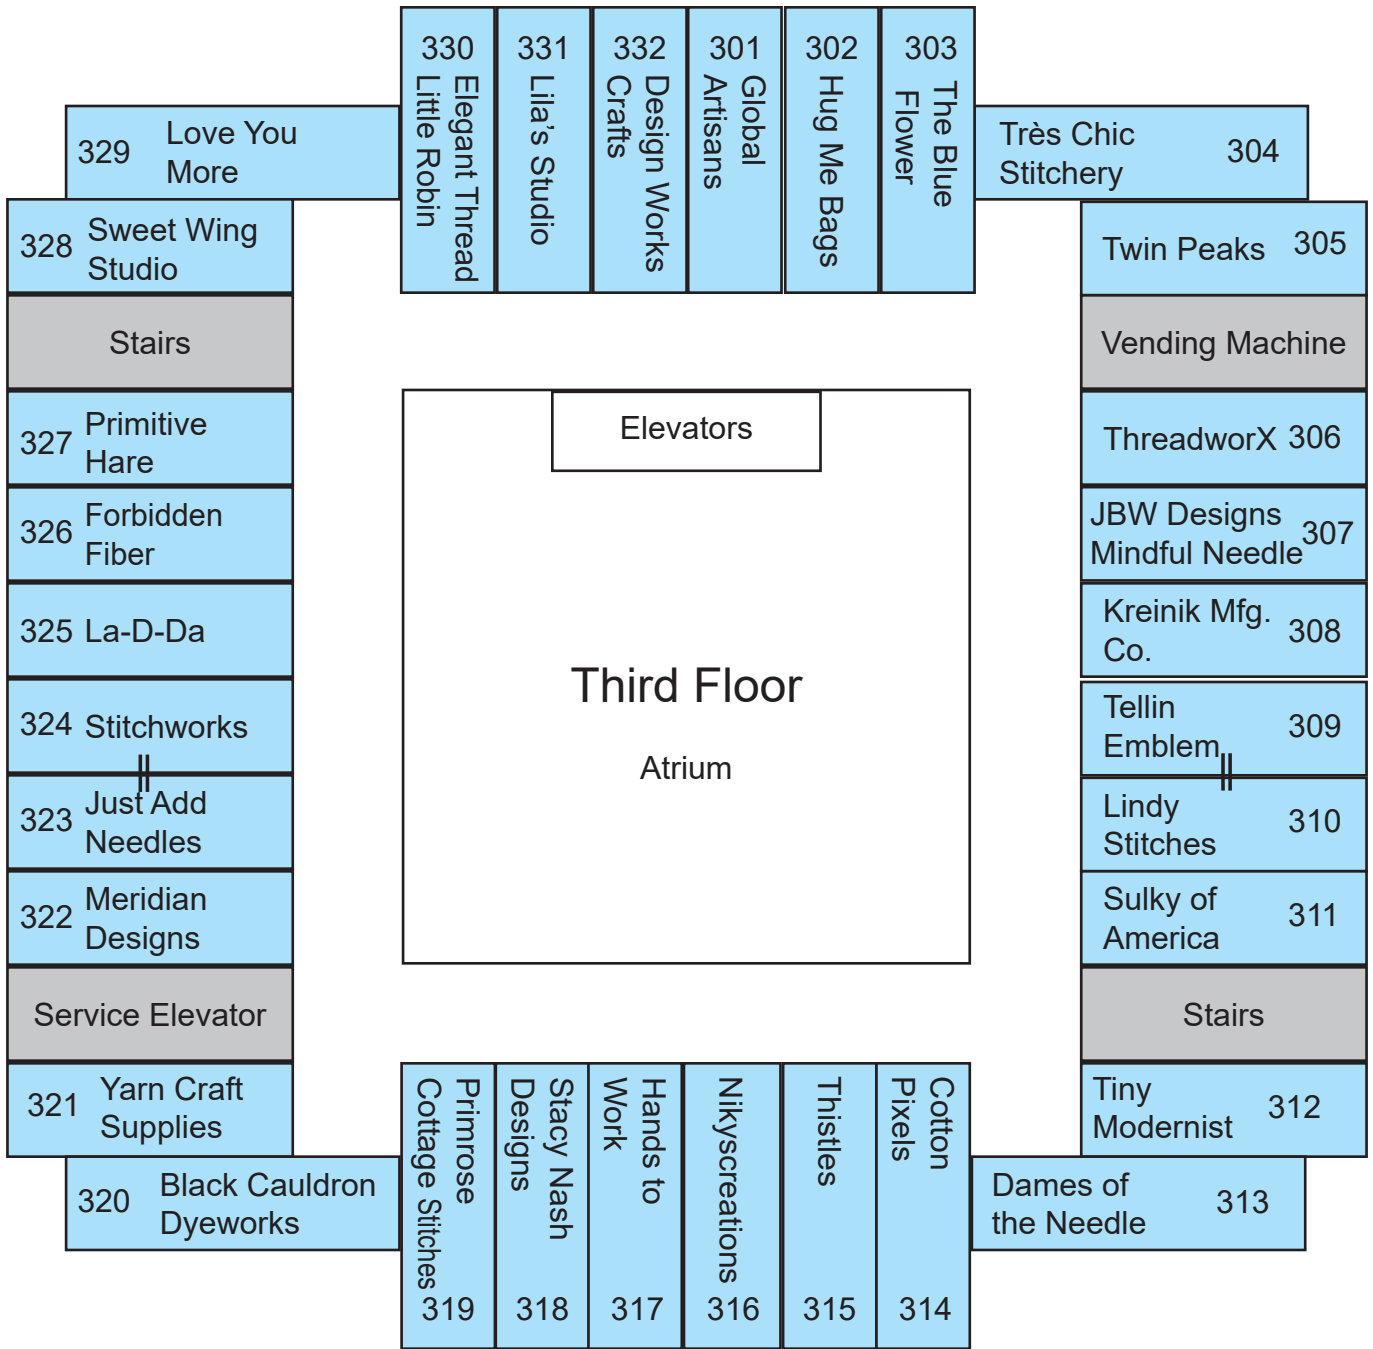 330
Elegant Thread
Little Robin
331
Lila's Studio
332
Design Works
Crafts
301
Global
Artisans
302
Hug Me Bags
303
The Blue
Flower
329
Love You
More
Très Chic
Stitchery
304
328
Sweet Wing
Studio
Twin Peaks
305
Stairs
Vending Machine
327
Primitive
Hare
Elevators
ThreadworX
306
326
Forbidden
Fiber
JBW Designs
Mindful Needle
307
325
La-D-Da
Kreinik Mfg.
Co.
308
Third Floor
Atrium
324
Stitchworks
Tellin
Emblem
309
323
Just Add
Needles
Lindy
Stitches
310
322
Meridian
Designs
Sulky of
America
311
Service Elevator
Stairs
321
Yarn Craft
Supplies
Tiny
Modernist
312
320
Black Cauldron
Dyeworks
Primrose
Cottage Stitches
319
Stacy Nash
Designs
318
Hands to
Work
317
Nikyscreations
316
Thistles
315
Cotton
Pixels
314
Dames of
the Needle
313